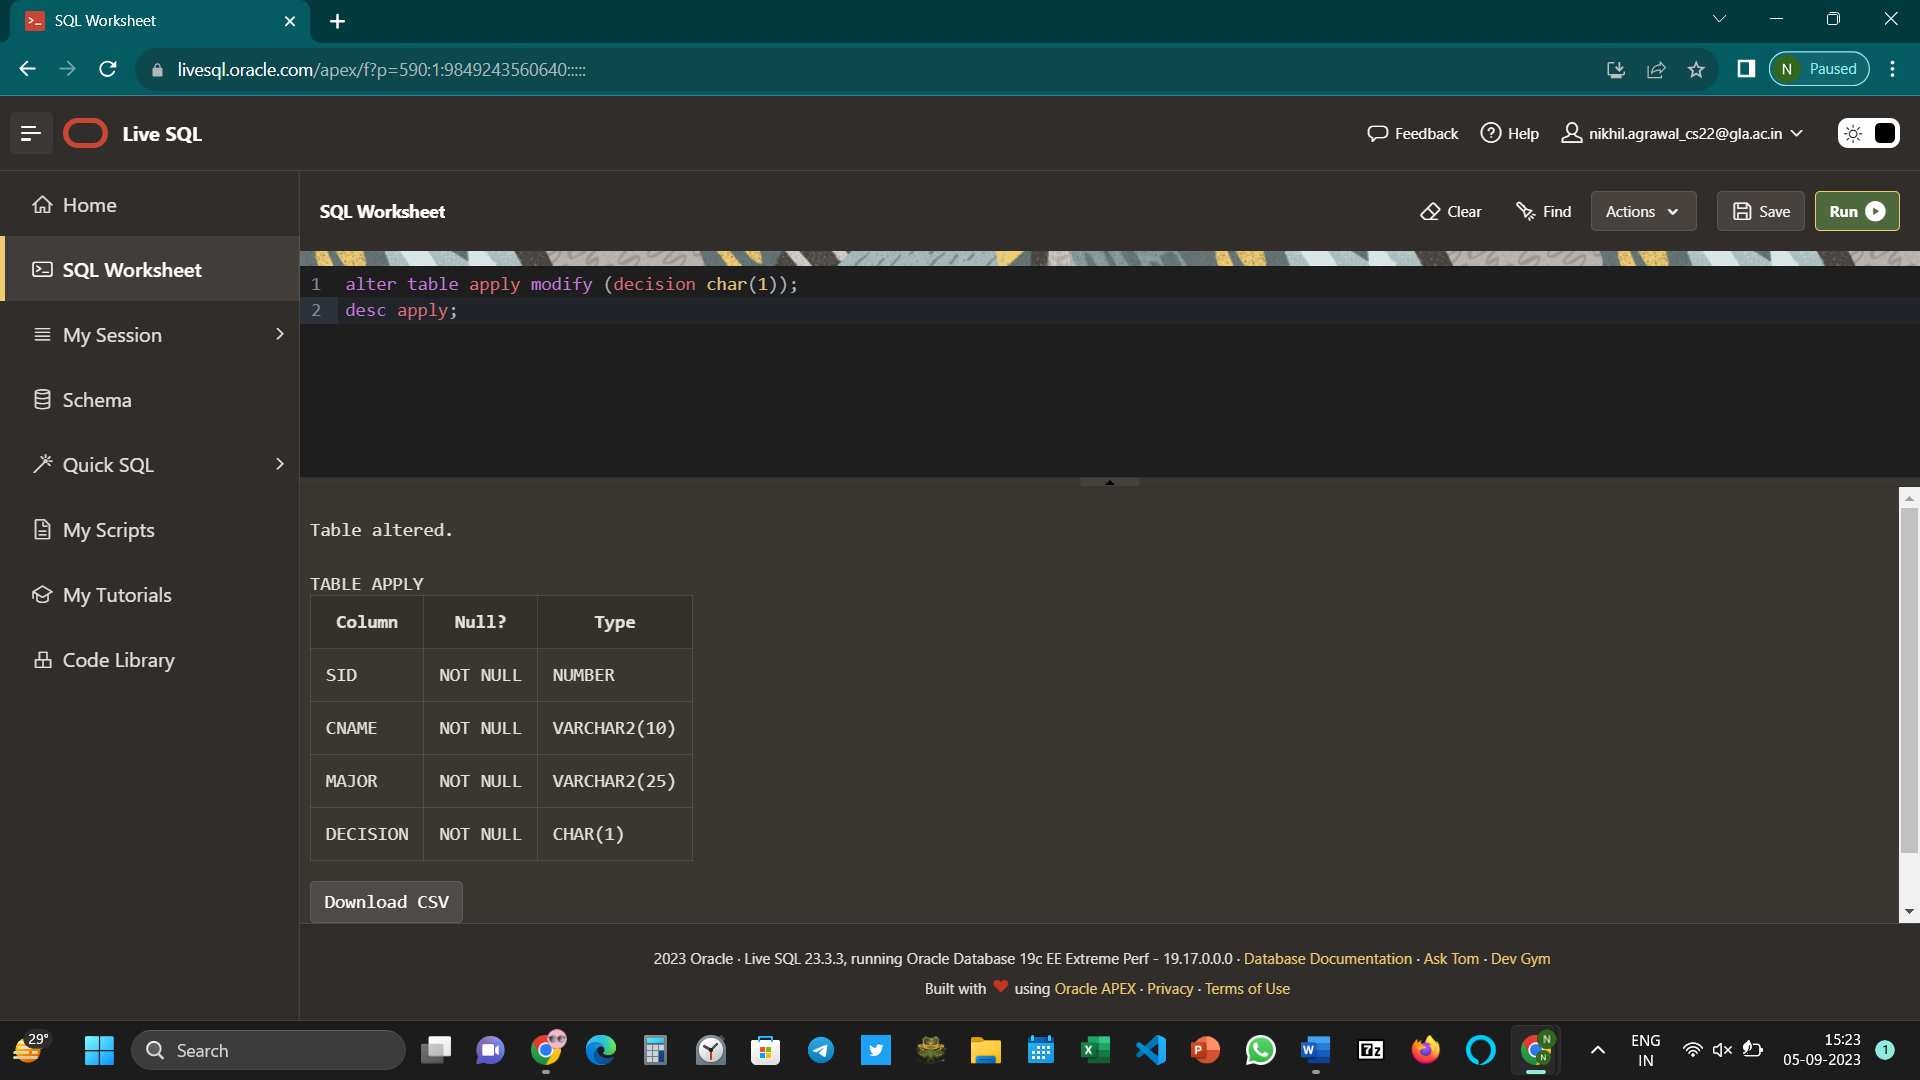 SQL Worksheet
livesql.oracle.com/apex/f?p=590:1:9849243560640:::::
N Paused
Live SQL
Feedback
Help
nikhil.agrawal_cs22@gla.ac.in
Home
SQL Worksheet
My Session
Schema
Quick SQL
My Scripts
My Tutorials
Code Library
SQL Worksheet
Clear
Find
Actions
Save
Run
1 alter table apply modify (decision char(1));
2 desc apply;
Table altered.
TABLE APPLY
Column Null? Type
SID NOT NULL NUMBER
CNAME NOT NULL VARCHAR2(10)
MAJOR NOT NULL VARCHAR2(25)
DECISION NOT NULL CHAR(1)
Download CSV
2023 Oracle · Live SQL 23.3.3, running Oracle Database 19c EE Extreme Perf - 19.17.0.0.0 · Database Documentation · Ask Tom · Dev Gym
Built with ❤ using Oracle APEX · Privacy · Terms of Use
29°
Search
P
W
7z
N
N
ENG
IN
15:23
05-09-2023
1